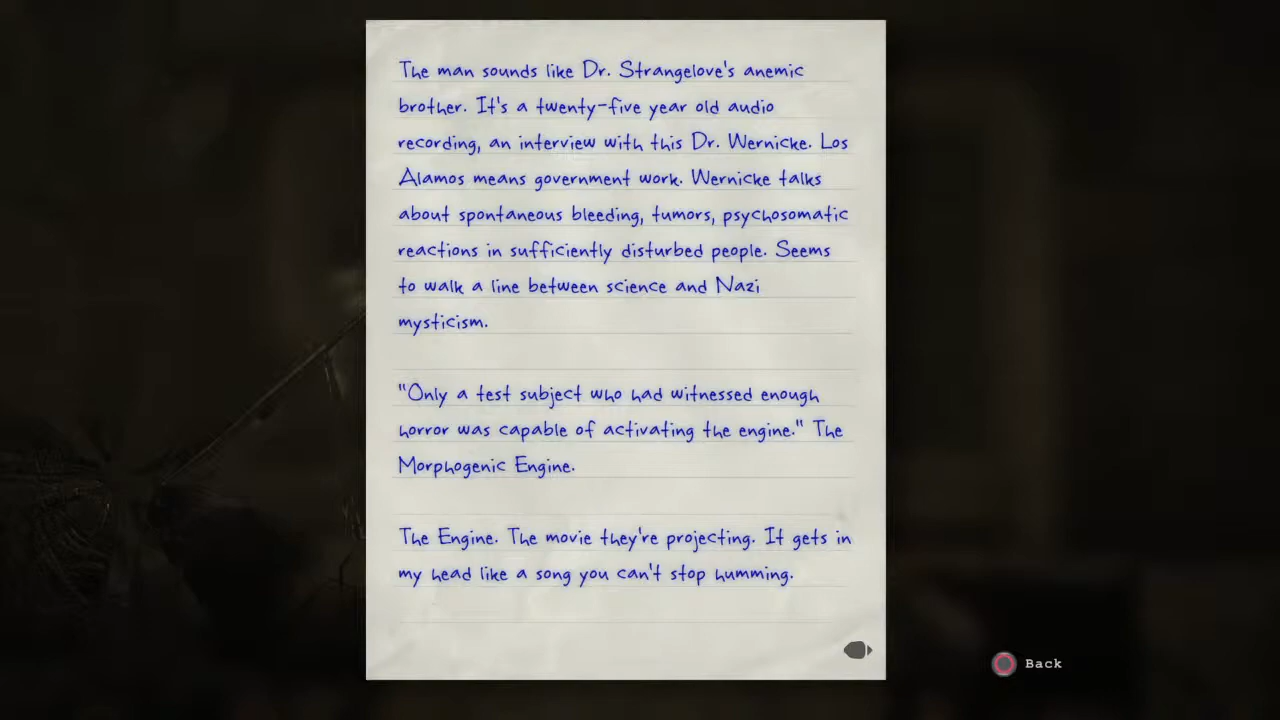 The man sounds like Dr. Strangelove's anemic
brother. It's a twenty-five year old audio
recording, an interview with this Dr. Wernicke. Los
Alamos means government work. Wernicke talks
about spontaneous bleeding, tumors, psychosomatic
reactions in sufficiently disturbed people. Seems
to walk a line between science and Nazi
mysticism.
"Only a test subject who had witnessed enough
horror was capable of activating the engine." The
Morphogenic Engine.
The Engine. The movie they're projecting. It gets in
my head like a song you can't stop humming.
Back